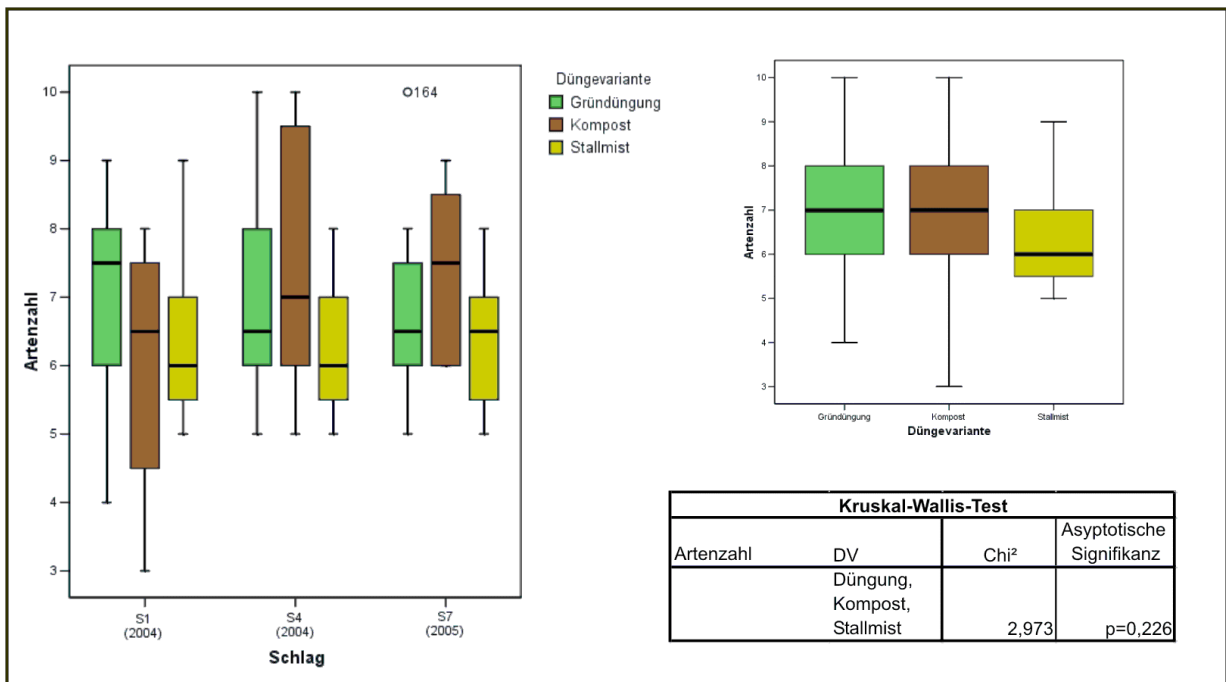 Artenzahl
10
9
8
7
6
5
4
3
164
S1
(2004)
S4
(2004)
S7
(2005)
Schlag
Düngevariante
Gründüngung
Kompost
Stallmist
Artenzahl
10
9
8
7
6
5
4
3
Gründüngung Kompost Stallmist
Düngevariante
Kruskal-Wallis-Test
Asyptotische
Artenzahl DV Chi² Signifikanz
Düngung,
Kompost,
Stallmist 2,973 p=0,226